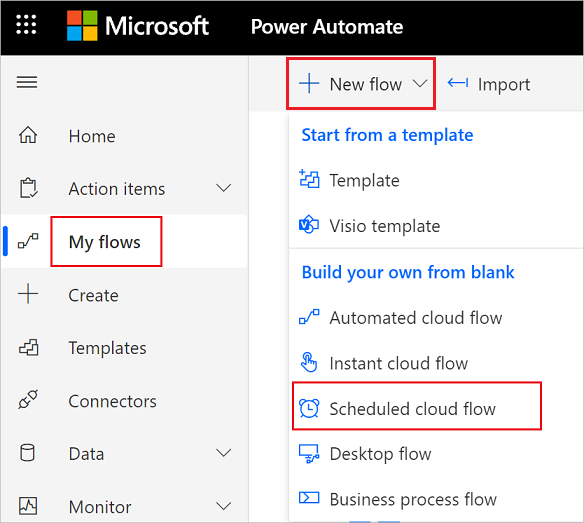 Microsoft Power Automate
New flow Import
Home
Action items
My flows
Create
Templates
Connectors
Data
Monitor
Start from a template
Template
Visio template
Build your own from blank
Automated cloud flow
Instant cloud flow
Scheduled cloud flow
Desktop flow
Business process flow